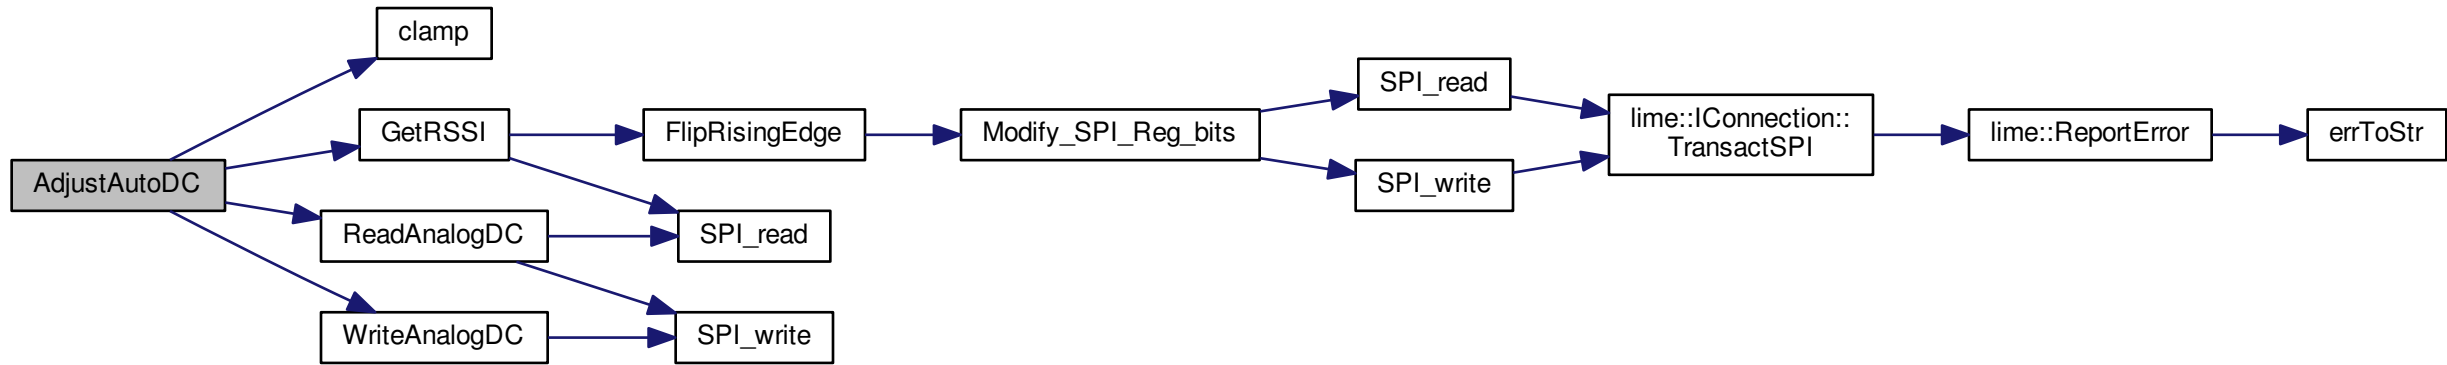 AdjustAutoDC
clamp
GetRSSI
ReadAnalogDC
WriteAnalogDC
FlipRisingEdge
SPI_read
SPI_write
Modify_SPI_Reg_bits
SPI_read
SPI_write
lime::IConnection::
TransactSPI
lime::ReportError
errToStr